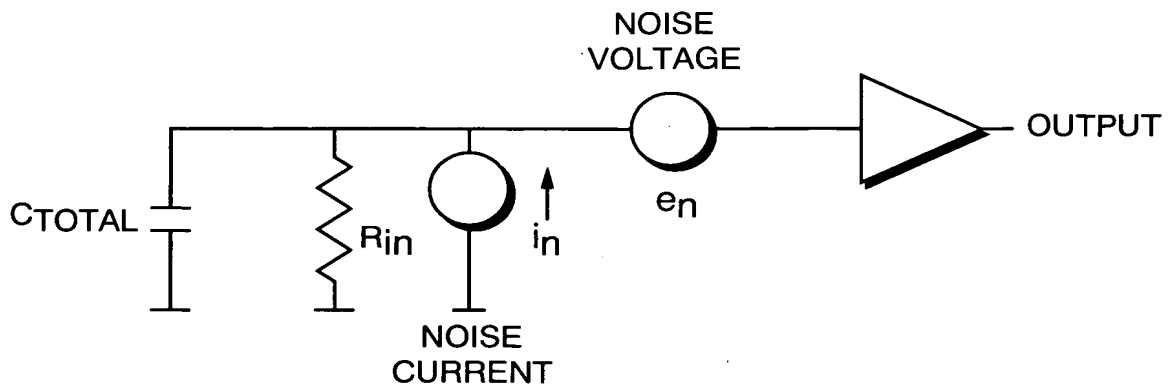 NOISE
VOLTAGE
OUTPUT
en
CTOTAL
Rin
in
NOISE
CURRENT